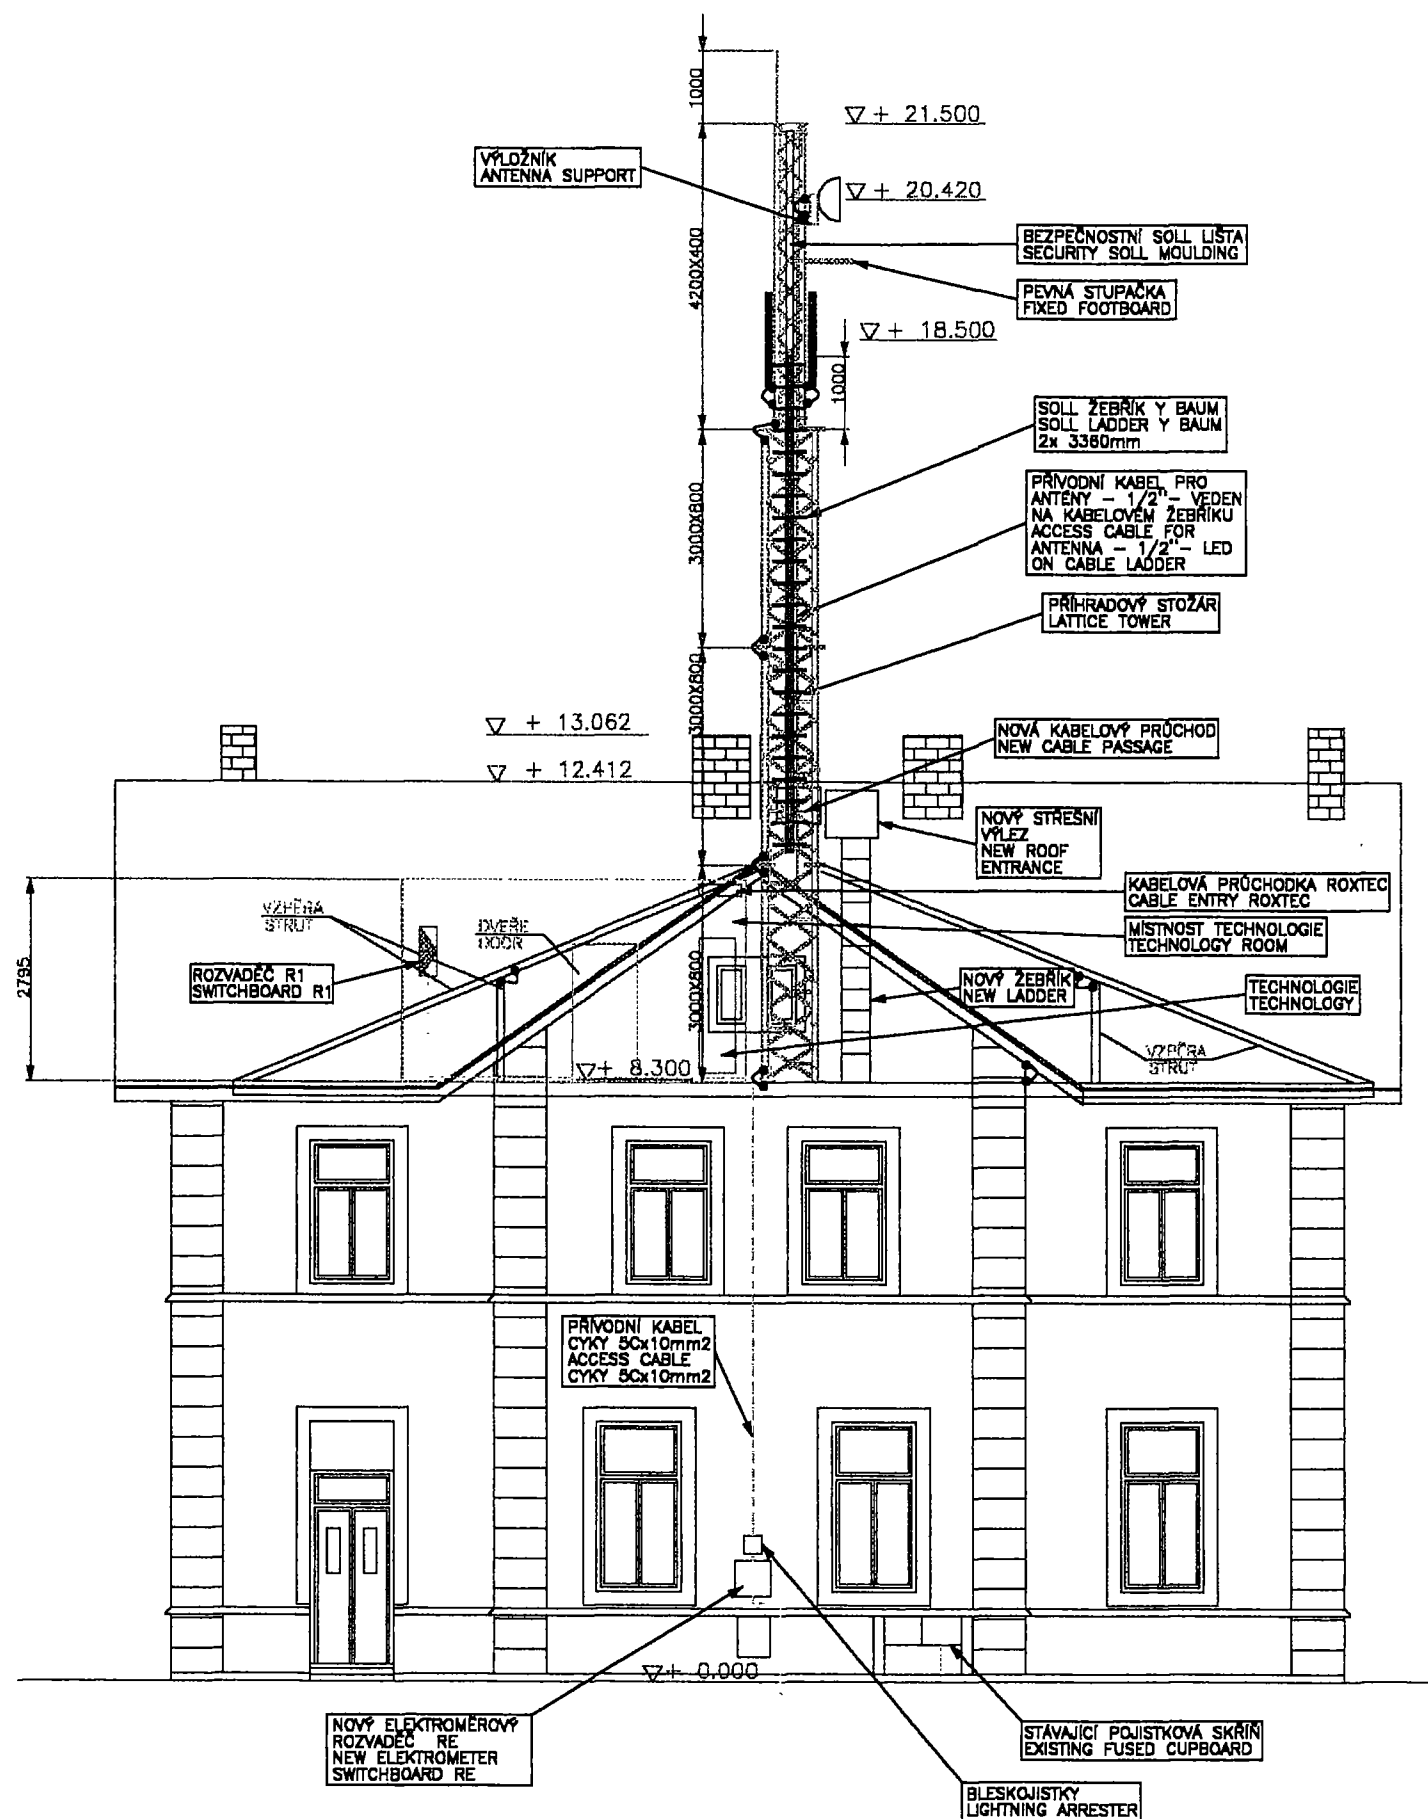 1000
▽ + 21.500
VÝLOŽNÍK
ANTENNA SUPPORT
▽ + 20.420
BEZPEČNOSTNÍ SOLL LIŠTA
SECURITY SOLL MOULDING
4200X400
PEVNÁ STUPAČKA
FIXED FOOTBOARD
▽ + 18.500
1000
SOLL ŽEBŘÍK Y BAUM
SOLL LADDER Y BAUM
2x 3360mm
3000X800
PŘÍVODNÍ KABEL PRO
ANTÉNY - 1/2"- VEDEN
NA KABELOVÉM ŽEBŘÍKU
ACCESS CABLE FOR
ANTENNA - 1/2"- LED
ON CABLE LADDER
PŘÍHRADOVÝ STOŽÁR
LATTICE TOWER
3000X800
▽ + 13.062
NOVÁ KABELOVÝ PRŮCHOD
NEW CABLE PASSAGE
▽ + 12.412
NOVÝ STŘEŠNÍ
VÝLEZ
NEW ROOF
ENTRANCE
KABELOVÁ PRŮCHODKA ROXTEC
CABLE ENTRY ROXTEC
VZPĚRA
STRUT
DVEŘE
DOOR
MÍSTNOST TECHNOLOGIE
TECHNOLOGY ROOM
2795
ROZVADĚČ R1
SWITCHBOARD R1
3000X800
NOVÝ ŽEBŘÍK
NEW LADDER
TECHNOLOGIE
TECHNOLOGY
VZPĚRA
STRUT
▽+ 8.300
PŘÍVODNÍ KABEL
CYKY 5Cx10mm2
ACCESS CABLE
CYKY 5Cx10mm2
▽+ 0.000
NOVÝ ELEKTROMĚROVÝ
ROZVADĚČ RE
NEW ELEKTROMETER
SWITCHBOARD RE
STÁVAJÍCÍ POJISTKOVÁ SKŘÍŇ
EXISTING FUSED CUPBOARD
BLESKOJISTKY
LIGHTNING ARRESTER